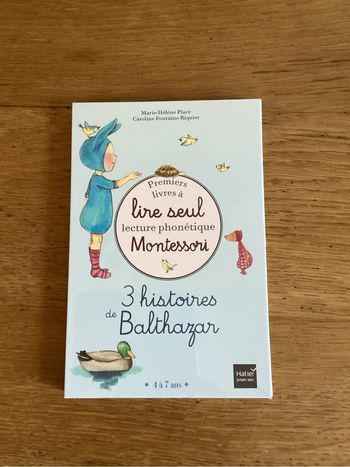 Marie-Hélène Place
Caroline Fontaine-Riquier
Premiers
livres à
lire seul
lecture phonétique
Montessori
3 histoires
de Balthazar
4 à 7 ans
Hatier